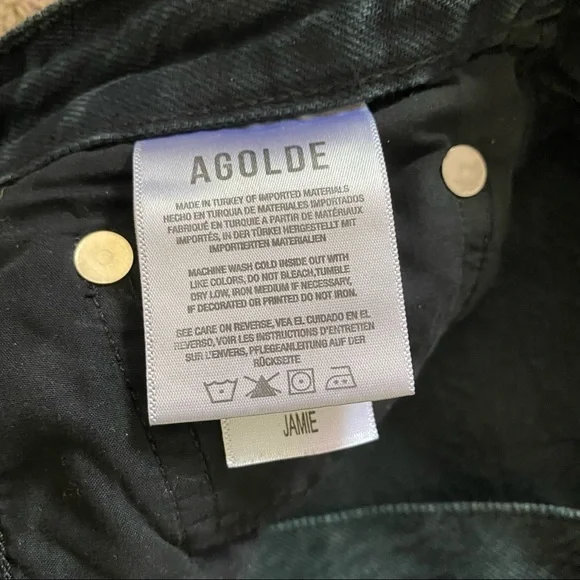 AGOLDE
MADE IN TURKEY OF IMPORTED MATERIALS
HECHO EN TURQUIA DE MATERIALES IMPORTADOS
FABRIQUÉ EN TURQUIE A PARTIR DE MATÉRIAUX
IMPORTÉS, IN DER TÜRKEI HERGESTELLT MIT
IMPORTIERTEN MATERIALIEN
MACHINE WASH COLD INSIDE OUT WITH
LIKE COLORS, DO NOT BLEACH,TUMBLE
DRY LOW, IRON MEDIUM IF NECESSARY,
IF DECORATED OR PRINTED DO NOT IRON.
SEE CARE ON REVERSE, VEA EL CUIDADO EN EL
REVERSO, VOIR LES INSTRUCTIONS D'ENTRETIEN
SUR L'ENVERS, PFLEGEANLEITUNG AUF DER
RÜCKSEITE
JAMIE